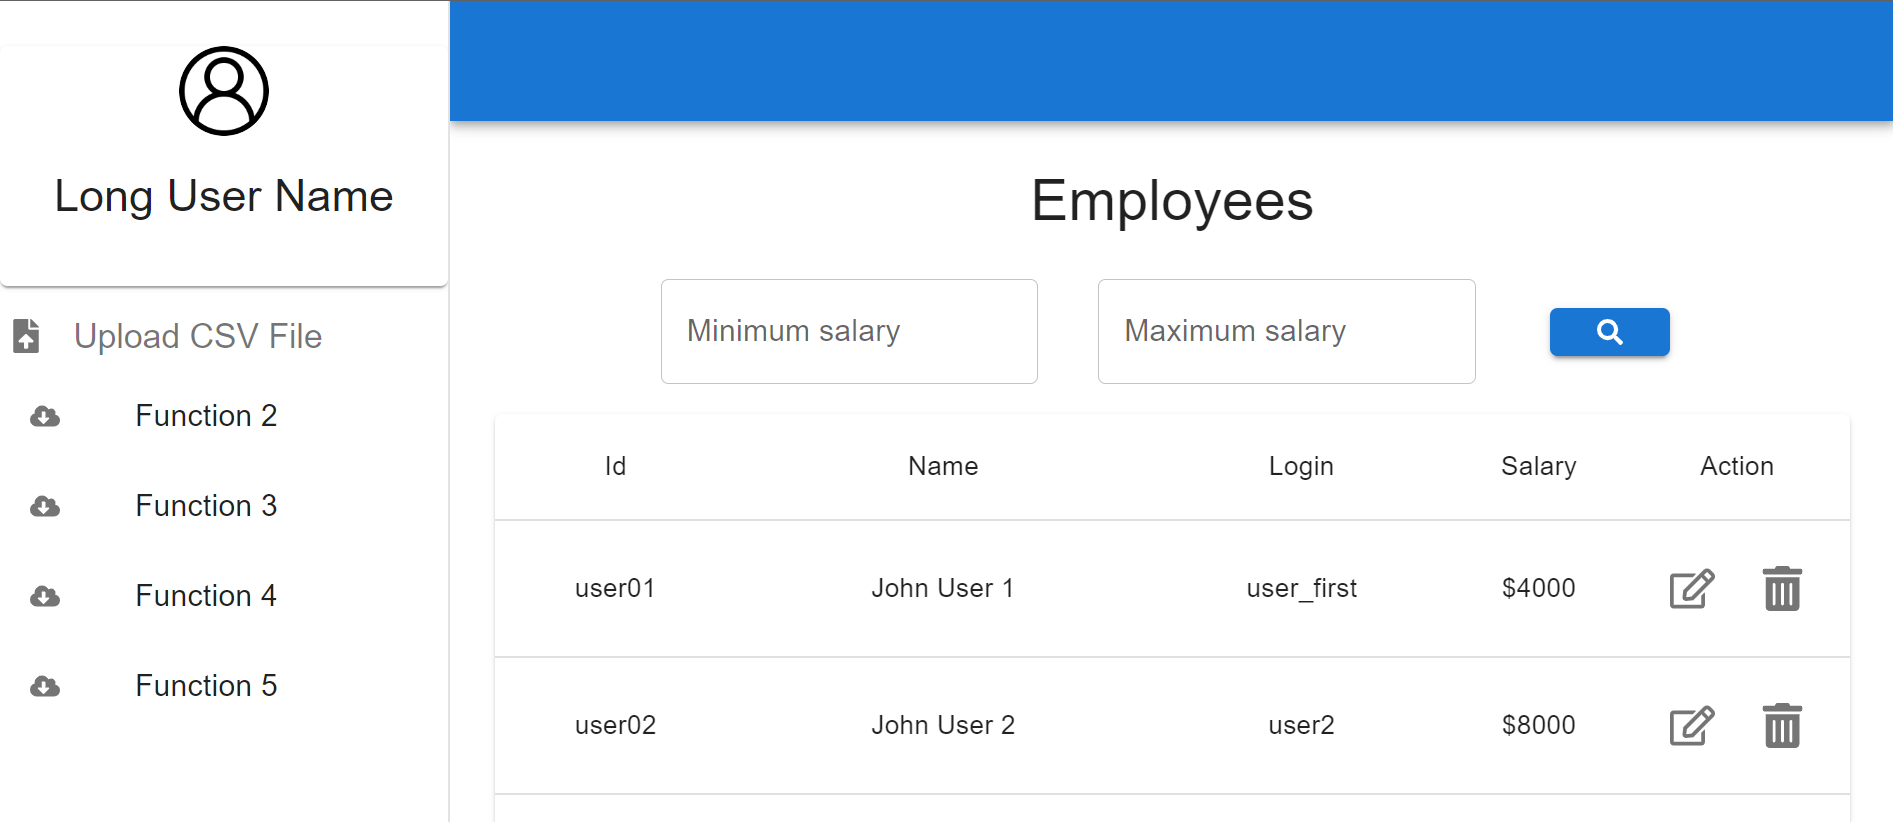 Long User Name
Upload CSV File
Function 2
Function 3
Function 4
Function 5
Employees
Minimum salary Maximum salary
Id Name Login Salary Action
user01 John User 1 user_first $4000
user02 John User 2 user2 $8000